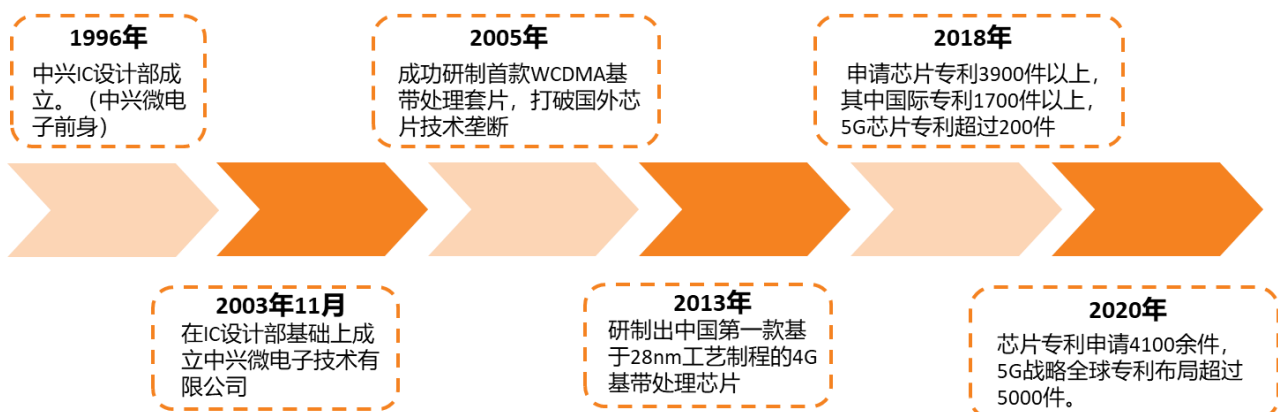 1996年
中兴IC设计部成
立。（中兴微电
子前身）
2003年11月
在IC设计部基础上成
立中兴微电子技术有
限公司
2005年
成功研制首款WCDMA基
带处理套片，打破国外芯
片技术垄断
2013年
研制出中国第一款基
于28nm工艺制程的4G
基带处理芯片
2018年
申请芯片专利3900件以上，
其中国际专利1700件以上，
5G芯片专利超过200件
2020年
芯片专利申请4100余件，
5G战略全球专利布局超过
5000件。